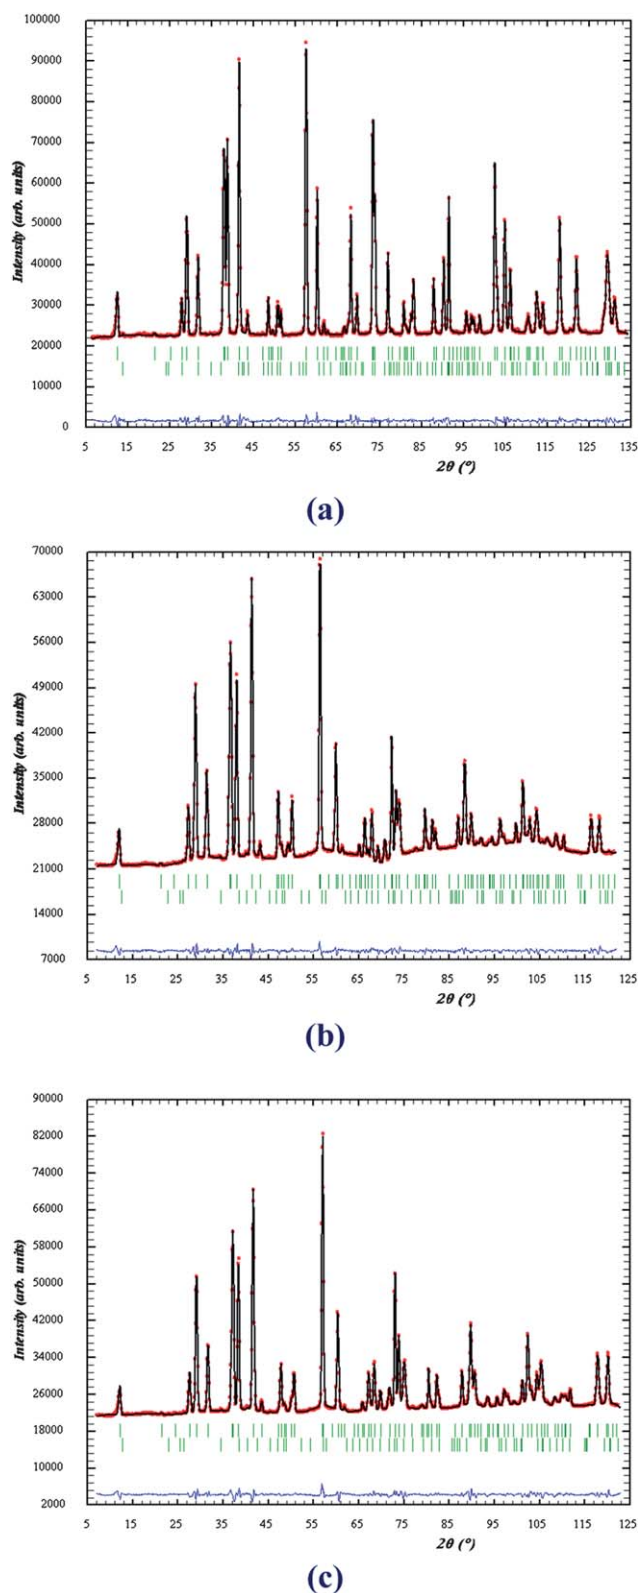 100000
90000
80000
70000
60000
50000
40000
30000
20000
10000
0
Intensity (arb. units)
5 15 25 35 45 55 65 75 85 95 105 115 125 135
2θ (°)
(a)
70000
63000
56000
49000
42000
35000
28000
21000
14000
7000
Intensity (arb. units)
5 15 25 35 45 55 65 75 85 95 105 115 125
2θ (°)
(b)
90000
82000
74000
66000
58000
50000
42000
34000
26000
18000
10000
2000
Intensity (arb. units)
5 15 25 35 45 55 65 75 85 95 105 115 125
2θ (°)
(c)